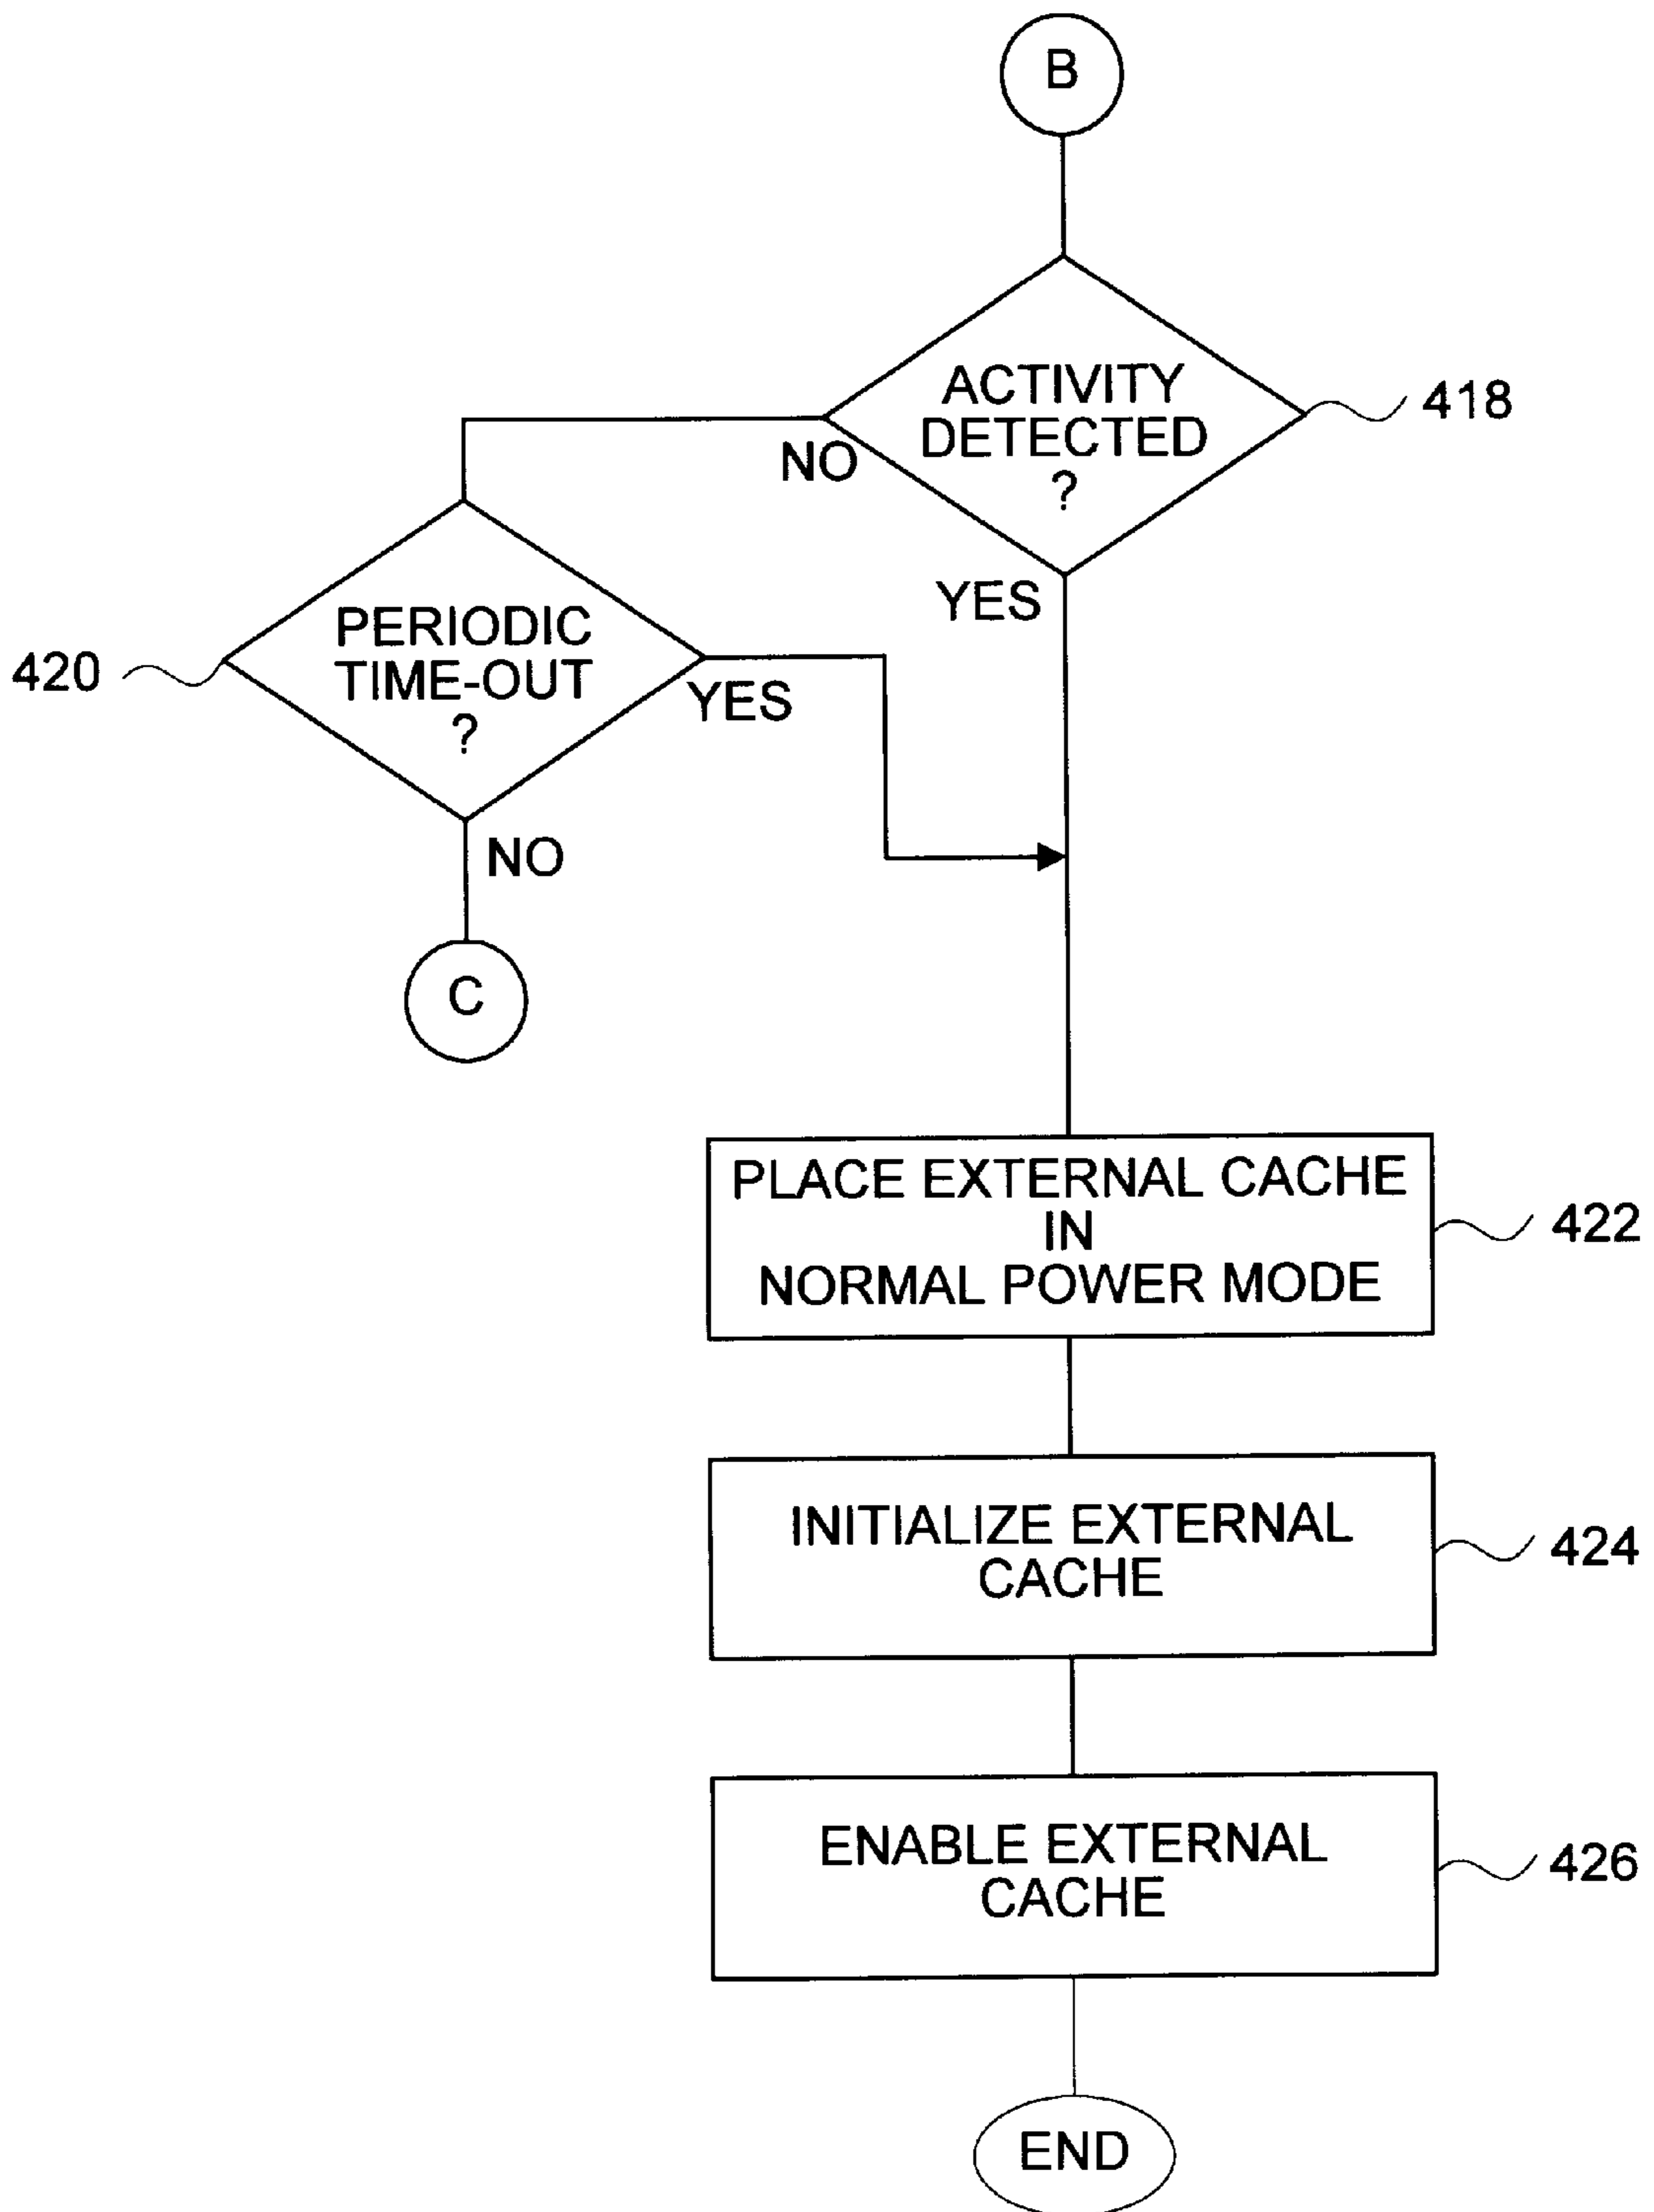 B
ACTIVITY
DETECTED
?
418
NO
YES
PERIODIC
TIME-OUT
?
420
YES
NO
C
PLACE EXTERNAL CACHE
IN
NORMAL POWER MODE
422
INITIALIZE EXTERNAL
CACHE
424
ENABLE EXTERNAL
CACHE
426
END